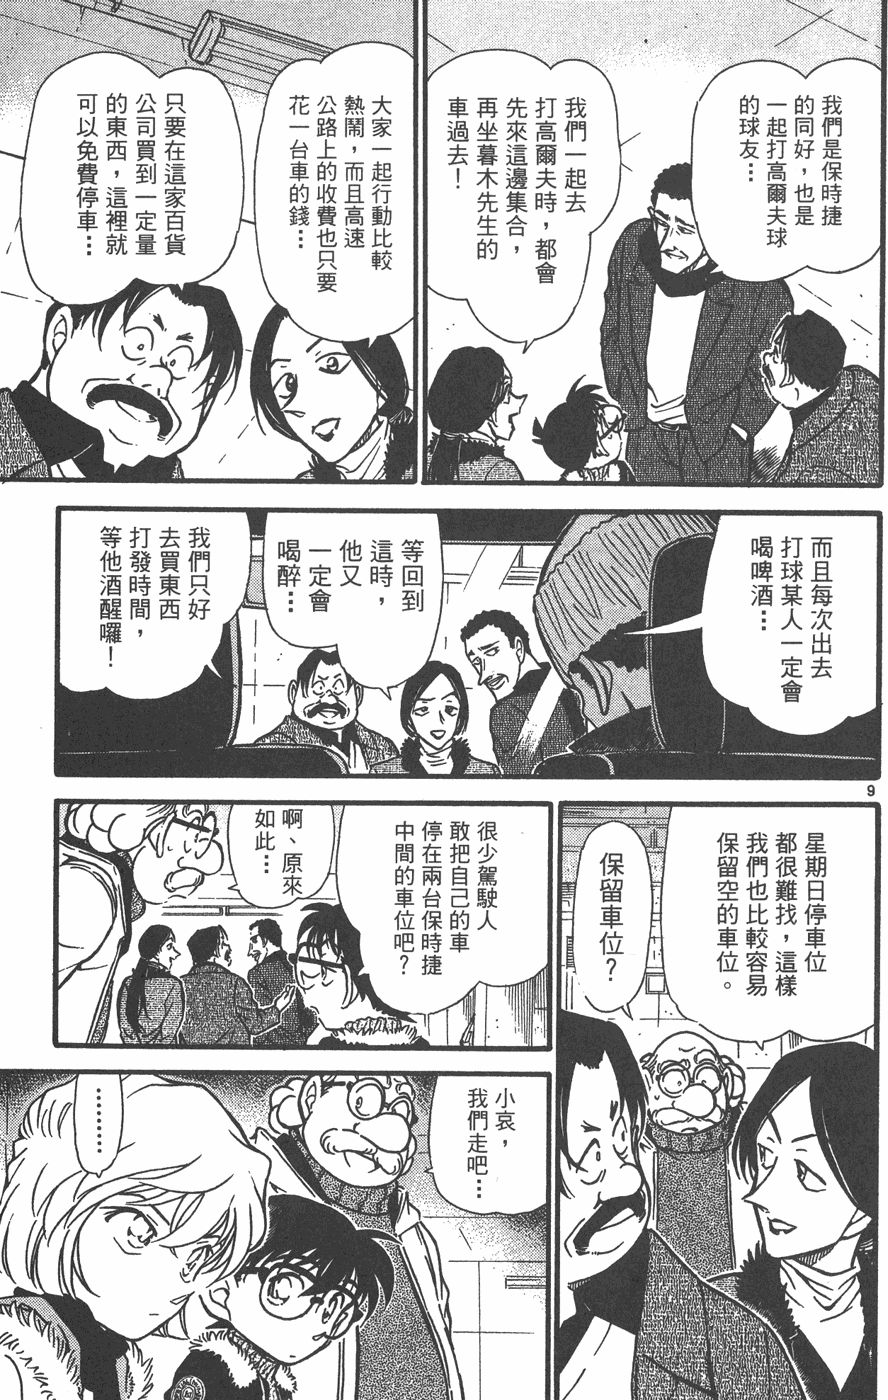 我們是保時捷
的同好，也是
一起打高爾夫球
的球友…
我們一起去
打高爾夫時，都會
先來這邊集合，
再坐暮木先生的
車過去！
大家一起行動比較
熱鬧，而且高速
公路上的收費也只要
花一台車的錢…
只要在這家百貨
公司買到一定量
的東西，這裡就
可以免費停車…
而且每次出去
打球某人一定會
喝啤酒…
等回到
這時，
他又
一定會
喝醉…
我們只好
去買東西
打發時間，
等他酒醒囉！
9
星期日停車位
都很難找，這樣
我們也比較容易
保留空的車位。
保留車位？
很少駕駛人
敢把自己的車
停在兩台保時捷
中間的車位吧？
啊、原來
如此…
小哀，
我們走吧…
………